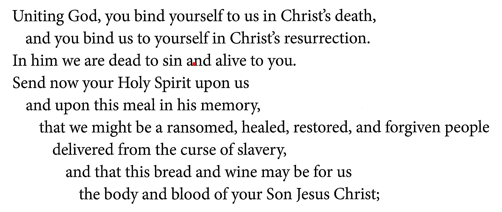 Uniting God, you bind yourself to us in Christ’s death,
and you bind us to yourself in Christ’s resurrection.
In him we are dead to sin and alive to you.
Send now your Holy Spirit upon us
and upon this meal in his memory,
that we might be a ransomed, healed, restored, and forgiven people
delivered from the curse of slavery,
and that this bread and wine may be for us
the body and blood of your Son Jesus Christ;